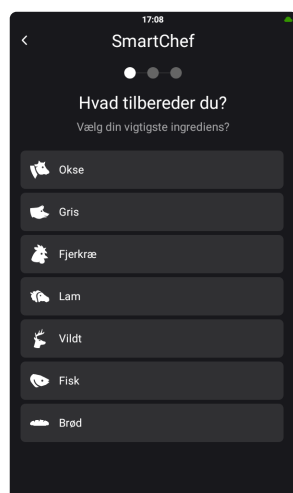 17:08
SmartChef
Hvad tilbereder du?
Vælg din vigtigste ingrediens?
Okse
Gris
Fjerkræ
Lam
Vildt
Fisk
Brød